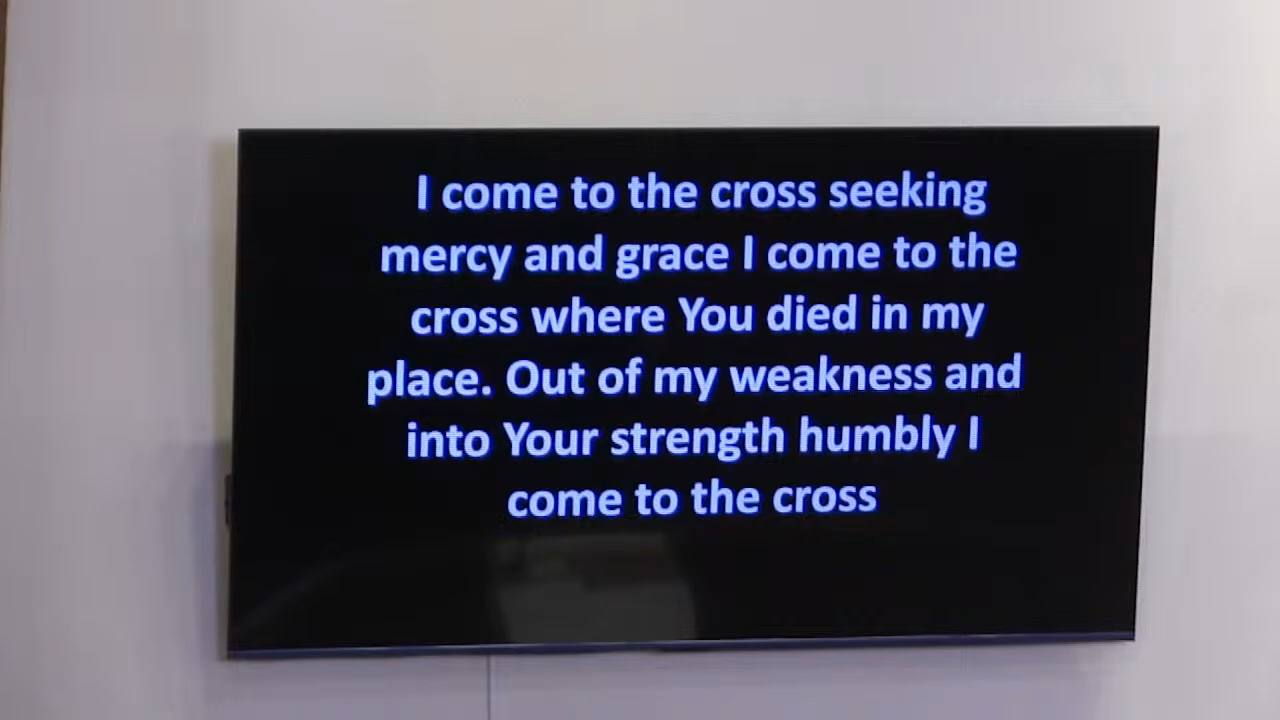 I come to the cross seeking
mercy and grace I come to the
cross where You died in my
place. Out of my weakness and
into Your strength humbly I
come to the cross